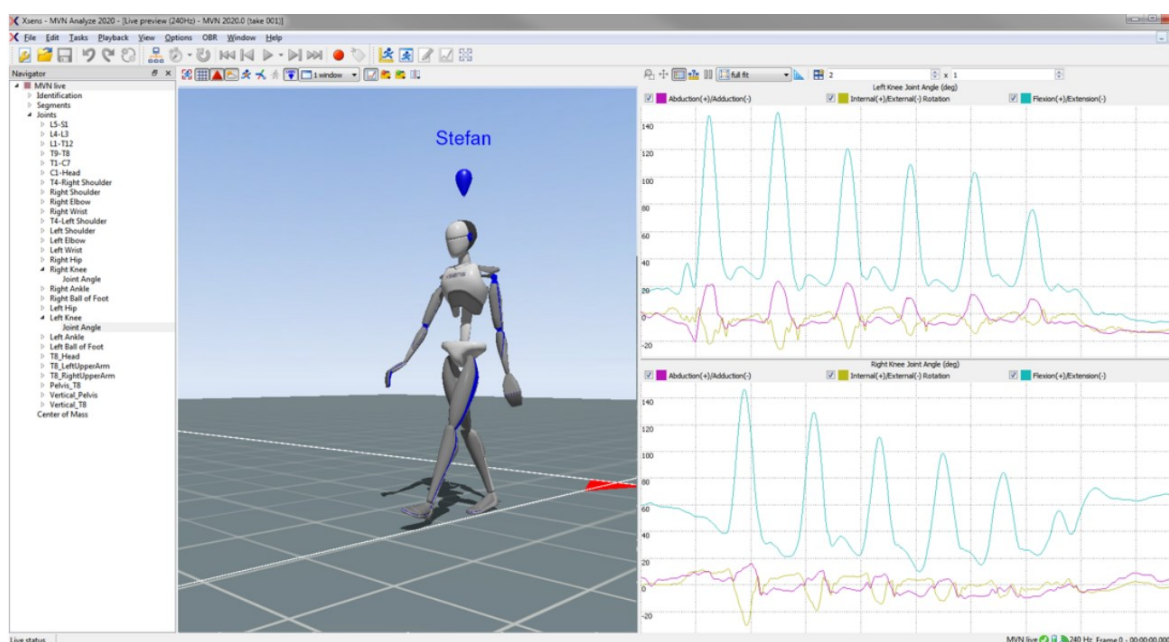 Xsens - MVN Analyze 2020 - [Live preview (240Hz) - MVN 2020.0 (take 001)]
File Edit Tasks Playback View Options OBR Window Help
Navigator
1 window
full fit
2
x 1
MVN live
Identification
Segments
Joints
L5-S1
L4-L3
L1-T12
T9-T8
T1-C7
C1-Head
T4-Right Shoulder
Right Shoulder
Right Elbow
Right Wrist
T4-Left Shoulder
Left Shoulder
Left Elbow
Left Wrist
Right Hip
Right Knee
Joint Angle
Right Ankle
Right Ball of Foot
Left Hip
Left Knee
Joint Angle
Left Ankle
Left Ball of Foot
T8_Head
T8_LeftUpperArm
T8_RightUpperArm
Pelvis_T8
Vertical_Pelvis
Vertical_T8
Center of Mass
Stefan
XSENS
Left Knee Joint Angle (deg)
Abduction(+)/Adduction(-) Internal(+)/External(-) Rotation Flexion(+)/Extension(-)
140
120
100
80
60
40
20
0
-20
Right Knee Joint Angle (deg)
Abduction(+)/Adduction(-) Internal(+)/External(-) Rotation Flexion(+)/Extension(-)
140
120
100
80
60
40
20
0
-20
Live status
MVN live 240 Hz Frame 0 - 00:00:00.000